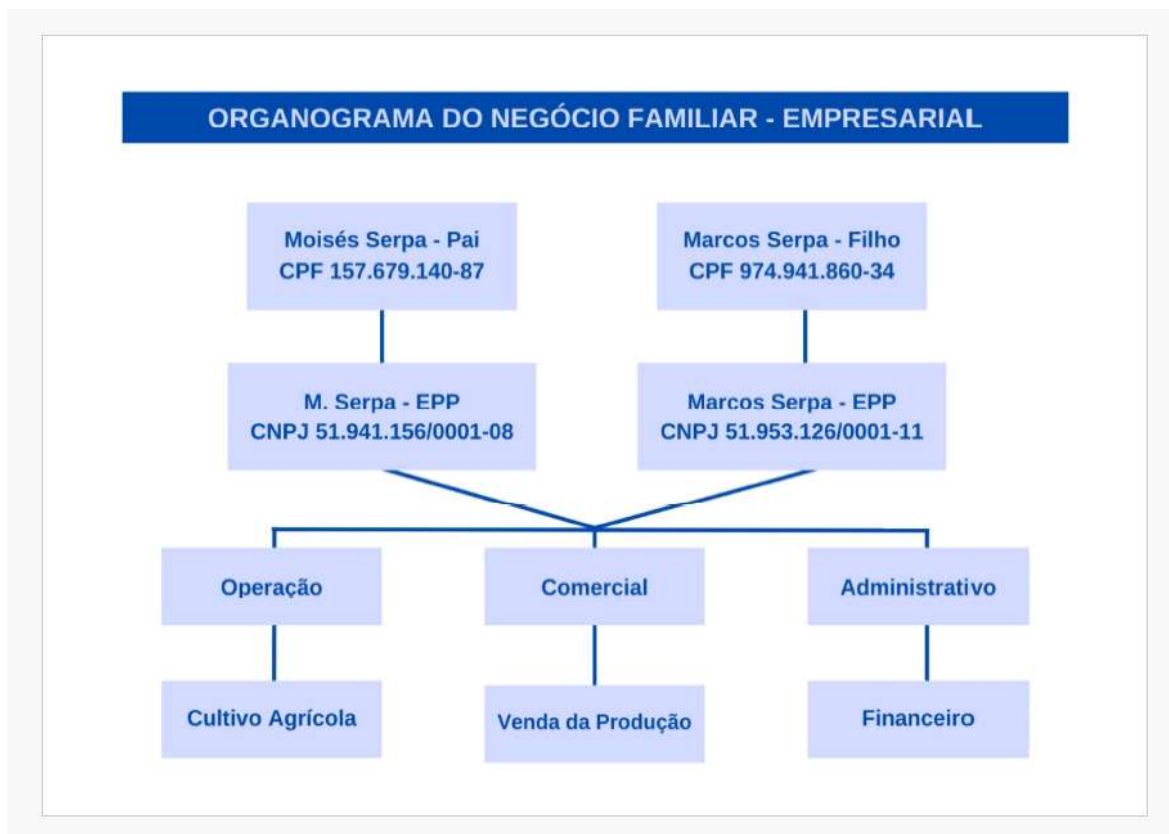 ORGANOGRAMA DO NEGÓCIO FAMILIAR - EMPRESARIAL
Moisés Serpa - Pai
CPF 157.679.140-87
Marcos Serpa - Filho
CPF 974.941.860-34
M. Serpa - EPP
CNPJ 51.941.156/0001-08
Marcos Serpa - EPP
CNPJ 51.953.126/0001-11
Operação
Comercial
Administrativo
Cultivo Agrícola
Venda da Produção
Financeiro